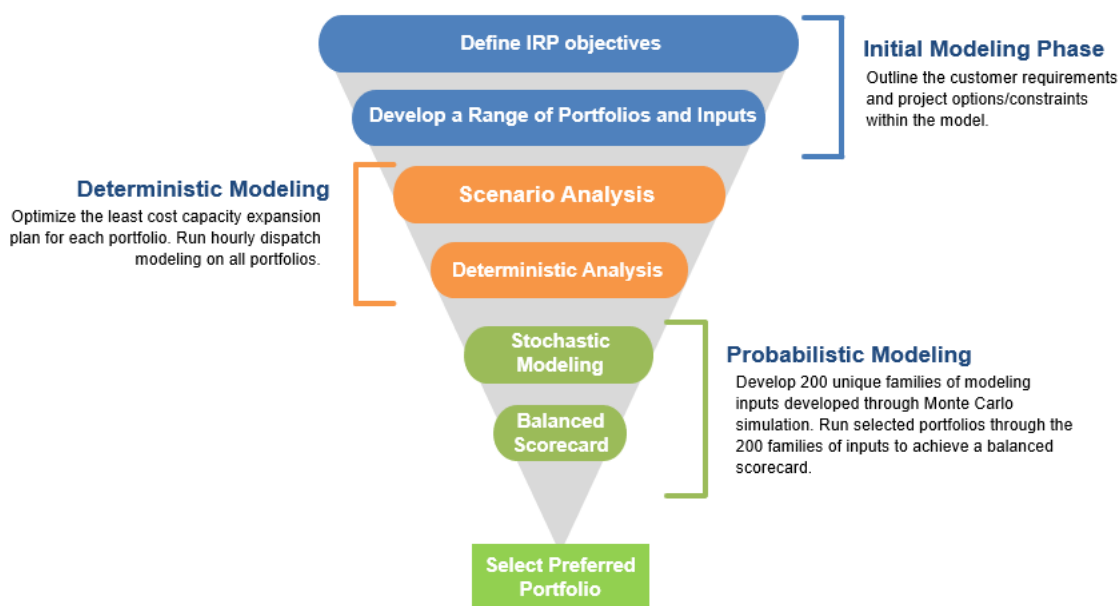 Define IRP objectives
Initial Modeling Phase
Outline the customer requirements
and project options/constraints
within the model.
Develop a Range of Portfolios and Inputs
Deterministic Modeling
Optimize the least cost capacity expansion
plan for each portfolio. Run hourly dispatch
modeling on all portfolios.
Scenario Analysis
Deterministic Analysis
Stochastic
Modeling
Balanced
Scorecard
Probabilistic Modeling
Develop 200 unique families of modeling
inputs developed through Monte Carlo
simulation. Run selected portfolios through the
200 families of inputs to achieve a balanced
scorecard.
Select Preferred
Portfolio